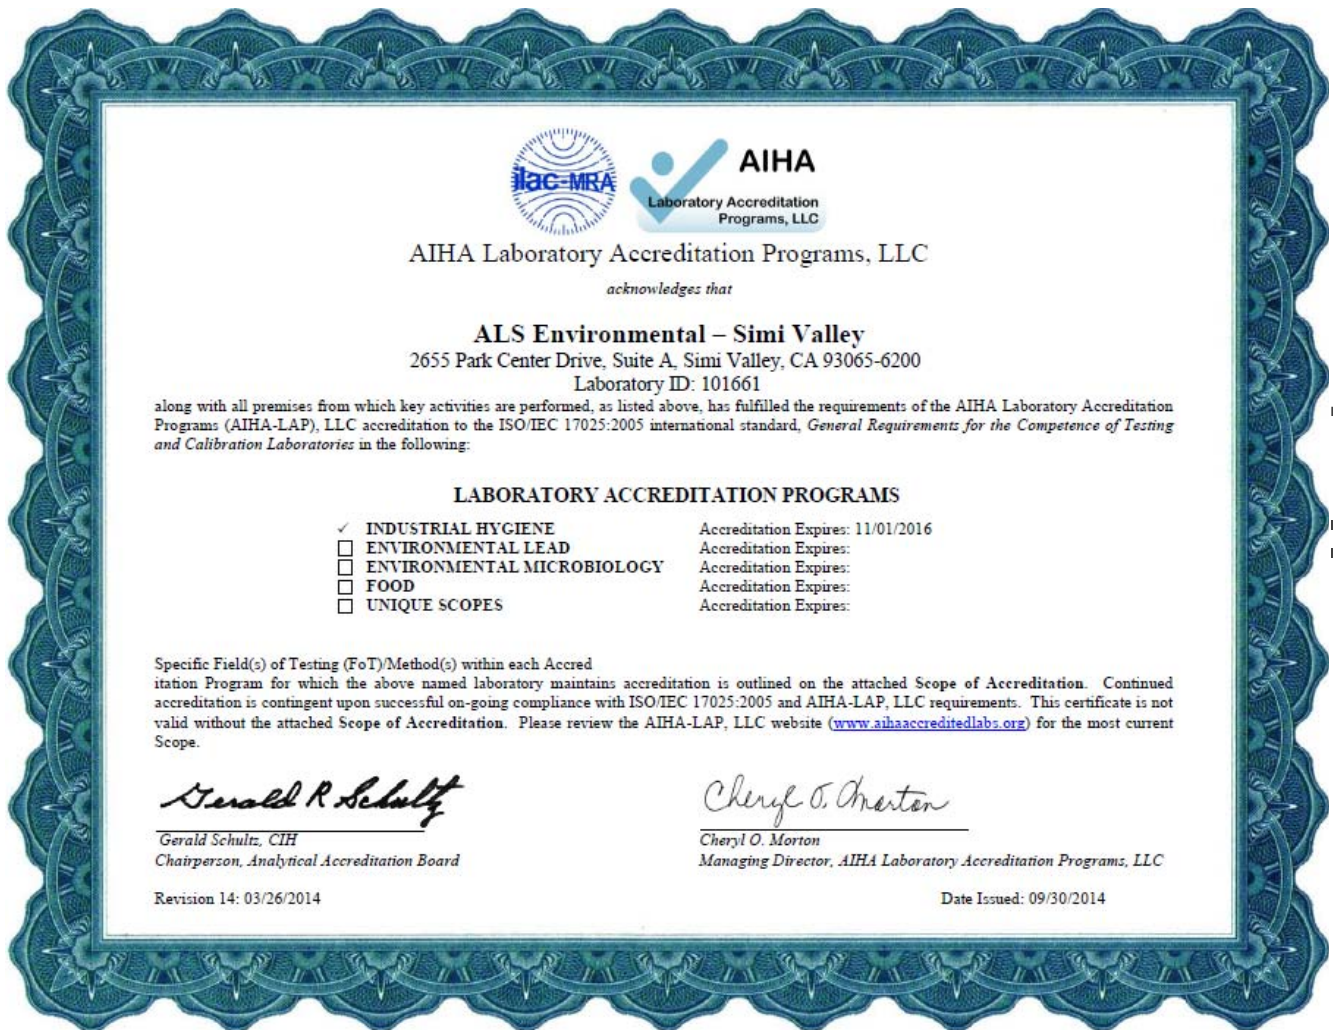 ilac-MRA
AIHA
Laboratory Accreditation
Programs, LLC
AIHA Laboratory Accreditation Programs, LLC
acknowledges that
ALS Environmental – Simi Valley
2655 Park Center Drive, Suite A, Simi Valley, CA 93065-6200
Laboratory ID: 101661
along with all premises from which key activities are performed, as listed above, has fulfilled the requirements of the AIHA Laboratory Accreditation
Programs (AIHA-LAP), LLC accreditation to the ISO/IEC 17025:2005 international standard, General Requirements for the Competence of Testing
and Calibration Laboratories in the following:
LABORATORY ACCREDITATION PROGRAMS
✓ INDUSTRIAL HYGIENE Accreditation Expires: 11/01/2016
☐ ENVIRONMENTAL LEAD Accreditation Expires:
☐ ENVIRONMENTAL MICROBIOLOGY Accreditation Expires:
☐ FOOD Accreditation Expires:
☐ UNIQUE SCOPES Accreditation Expires:
Specific Field(s) of Testing (FoT)/Method(s) within each Accred
itation Program for which the above named laboratory maintains accreditation is outlined on the attached Scope of Accreditation. Continued
accreditation is contingent upon successful on-going compliance with ISO/IEC 17025:2005 and AIHA-LAP, LLC requirements. This certificate is not
valid without the attached Scope of Accreditation. Please review the AIHA-LAP, LLC website (www.aihaaccreditedlabs.org) for the most current
Scope.
Gerald R Schultz Cheryl O. Morton
Gerald Schultz, CIH Cheryl O. Morton
Chairperson, Analytical Accreditation Board Managing Director, AIHA Laboratory Accreditation Programs, LLC
Revision 14: 03/26/2014 Date Issued: 09/30/2014